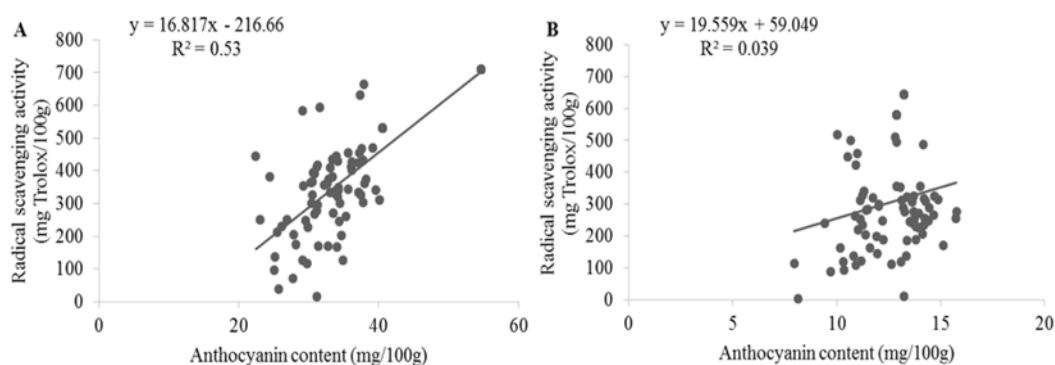 A
y = 16.817x - 216.66
R² = 0.53
800
700
600
500
400
300
200
100
0
0 20 40 60
Radical scavenging activity
(mg Trolox/100g)
Anthocyanin content (mg/100g)
B
y = 19.559x + 59.049
R² = 0.039
800
700
600
500
400
300
200
100
0
0 5 10 15 20
Radical scavenging activity
(mg Trolox/100g)
Anthocyanin content (mg/100g)